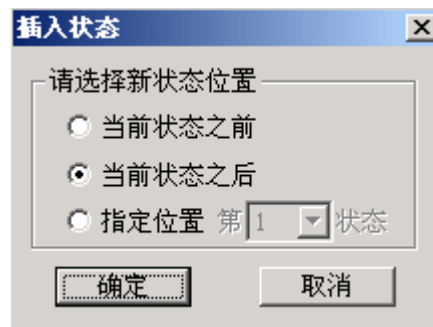 插入状态
请选择新状态位置
当前状态之前
当前状态之后
指定位置 第 1 状态
确定 取消